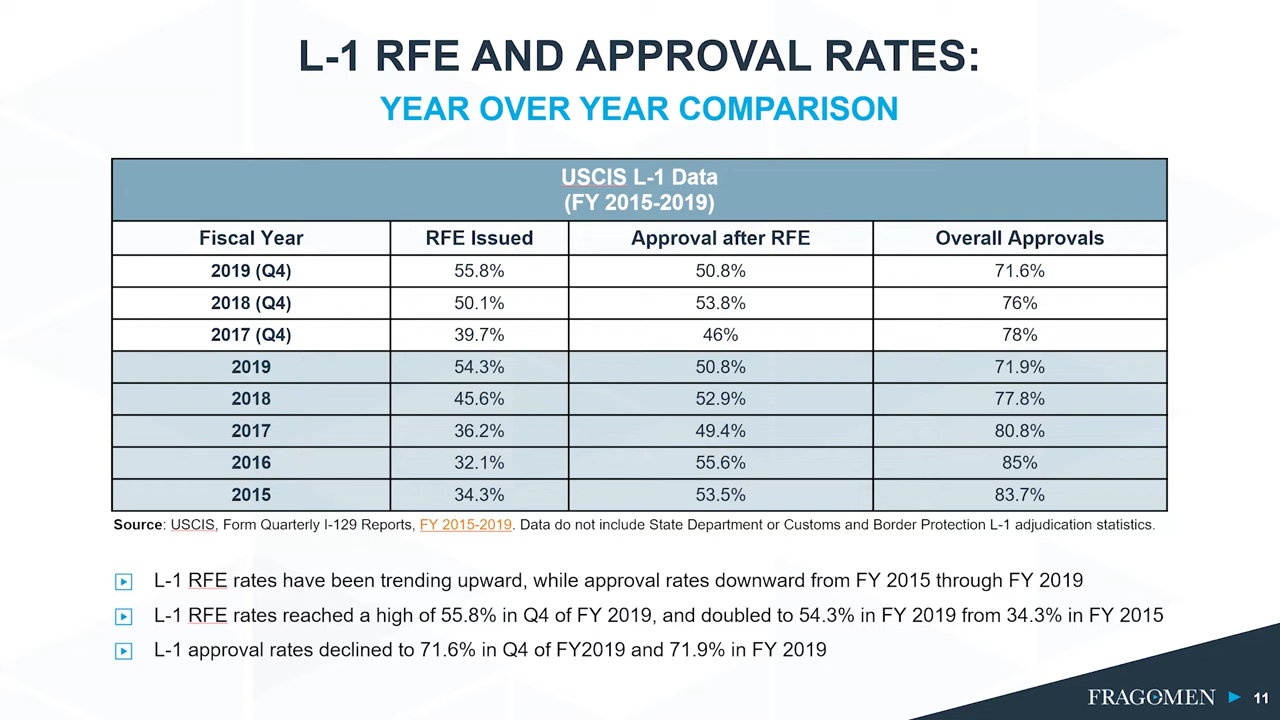 L-1 RFE AND APPROVAL RATES:
YEAR OVER YEAR COMPARISON
USCIS L-1 Data
(FY 2015-2019)
Fiscal Year RFE Issued Approval after RFE Overall Approvals
2019 (Q4) 55.8% 50.8% 71.6%
2018 (Q4) 50.1% 53.8% 76%
2017 (Q4) 39.7% 46% 78%
2019 54.3% 50.8% 71.9%
2018 45.6% 52.9% 77.8%
2017 36.2% 49.4% 80.8%
2016 32.1% 55.6% 85%
2015 34.3% 53.5% 83.7%
Source: USCIS, Form Quarterly I-129 Reports, FY 2015-2019. Data do not include State Department or Customs and Border Protection L-1 adjudication statistics.
L-1 RFE rates have been trending upward, while approval rates downward from FY 2015 through FY 2019
L-1 RFE rates reached a high of 55.8% in Q4 of FY 2019, and doubled to 54.3% in FY 2019 from 34.3% in FY 2015
L-1 approval rates declined to 71.6% in Q4 of FY2019 and 71.9% in FY 2019
FRAGOMEN 11